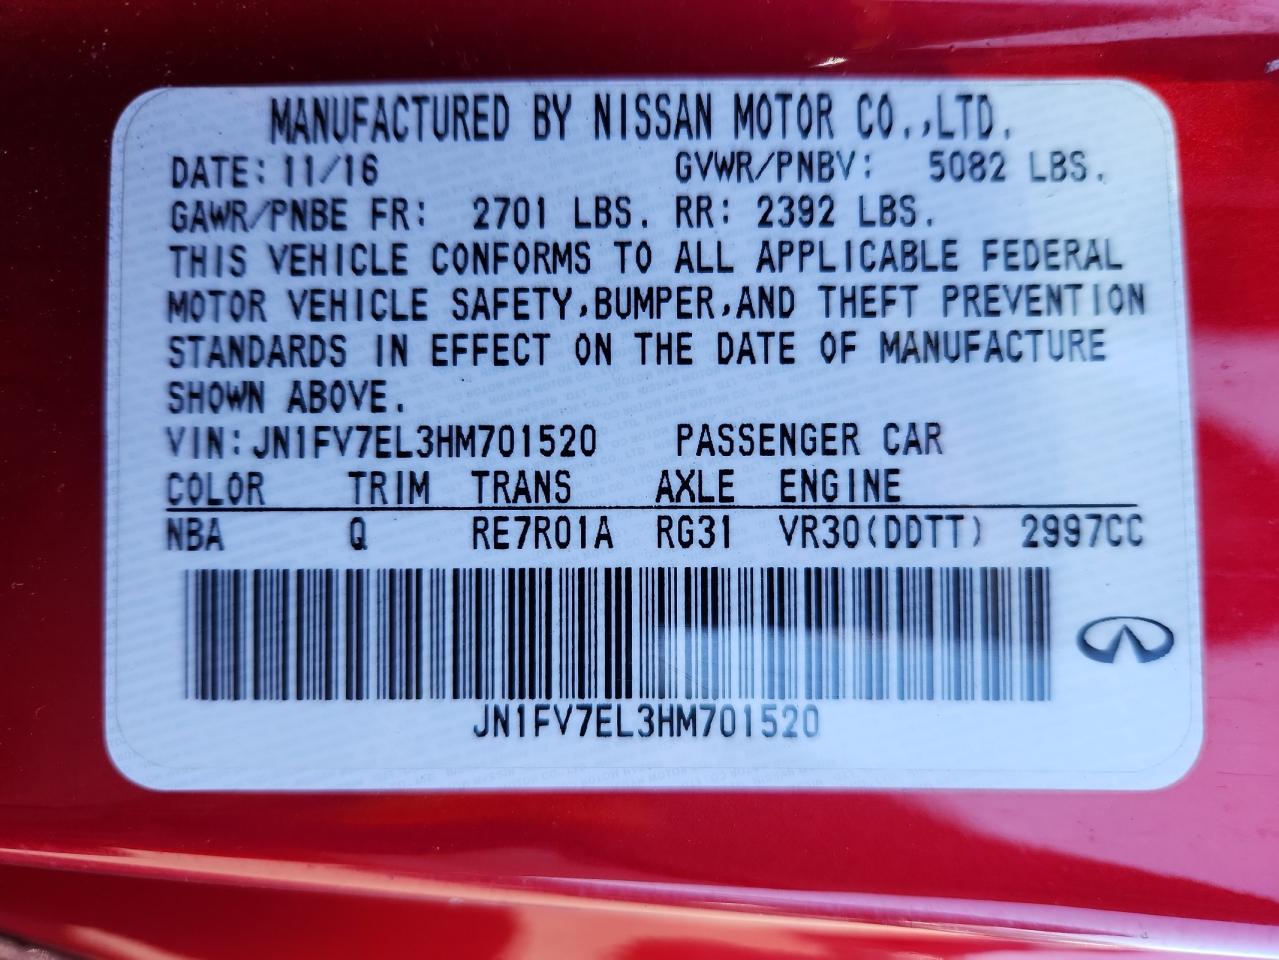 MANUFACTURED BY NISSAN MOTOR CO.,LTD.
DATE: 11/16 GVWR/PNBV: 5082 LBS.
GAWR/PNBE FR: 2701 LBS. RR: 2392 LBS.
THIS VEHICLE CONFORMS TO ALL APPLICABLE FEDERAL
MOTOR VEHICLE SAFETY,BUMPER,AND THEFT PREVENTION
STANDARDS IN EFFECT ON THE DATE OF MANUFACTURE
SHOWN ABOVE.
VIN:JN1FV7EL3HM701520 PASSENGER CAR
COLOR TRIM TRANS AXLE ENGINE
NBA Q RE7R01A RG31 VR30(DDTT) 2997CC
JN1FV7EL3HM701520